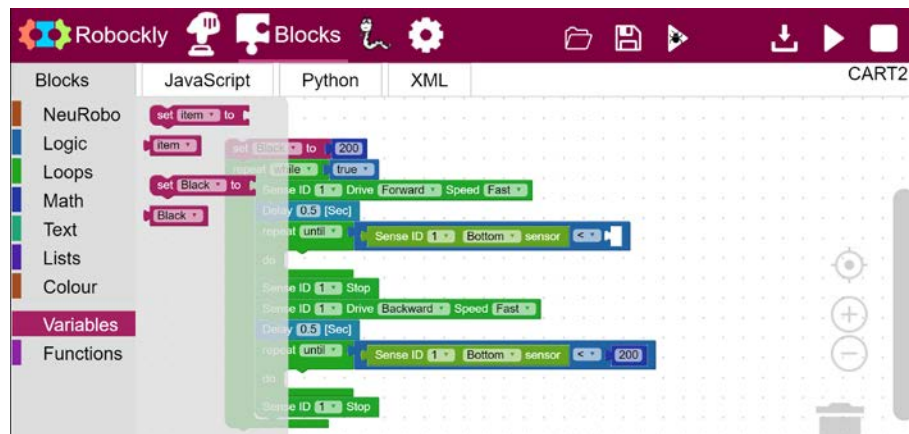 Robockly Blocks
Blocks JavaScript Python XML CART2
NeuRobo
Logic
Loops
Math
Text
Lists
Colour
Variables
Functions
set item to
item
set Black to
Black
set Black to 200
repeat while true
Sense ID 1 Drive Forward Speed Fast
Delay 0.5 [Sec]
repeat until Sense ID 1 Bottom sensor <
do
Sense ID 1 Stop
Sense ID 1 Drive Backward Speed Fast
Delay 0.5 [Sec]
repeat until Sense ID 1 Bottom sensor < 200
do
Sense ID 1 Stop